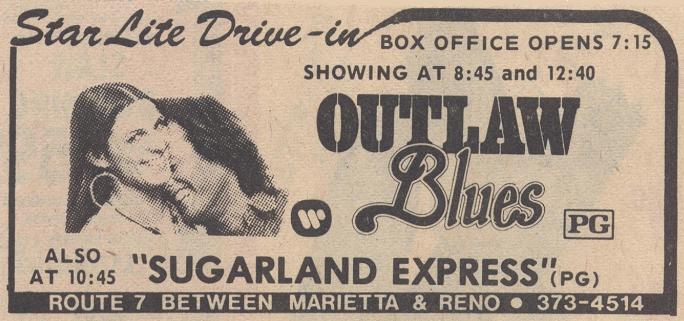 Star Lite Drive-in
BOX OFFICE OPENS 7:15
SHOWING AT 8:45 and 12:40
OUTLAW
Blues
PG
ALSO
AT 10:45
"SUGARLAND EXPRESS" (PG)
ROUTE 7 BETWEEN MARIETTA & RENO • 373-4514